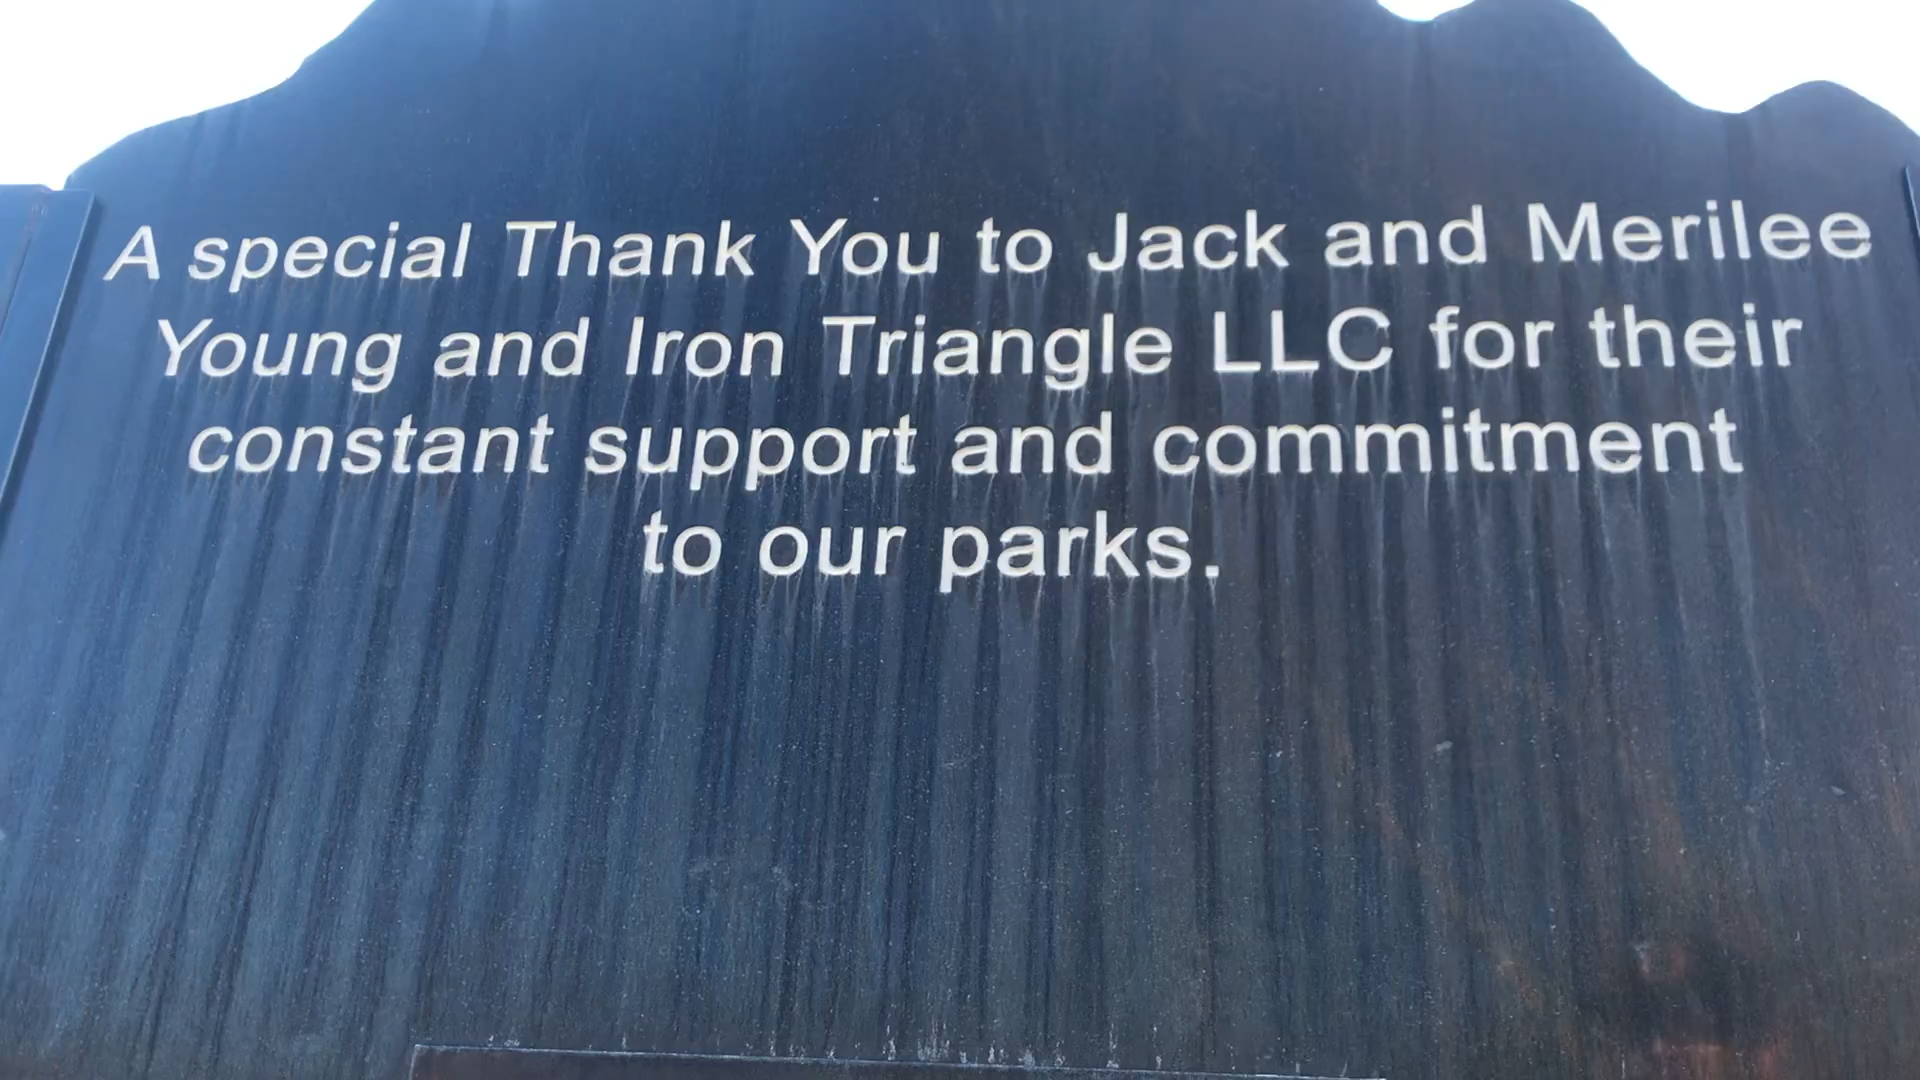 A special Thank You to Jack and Merilee
Young and Iron Triangle LLC for their
constant support and commitment
to our parks.